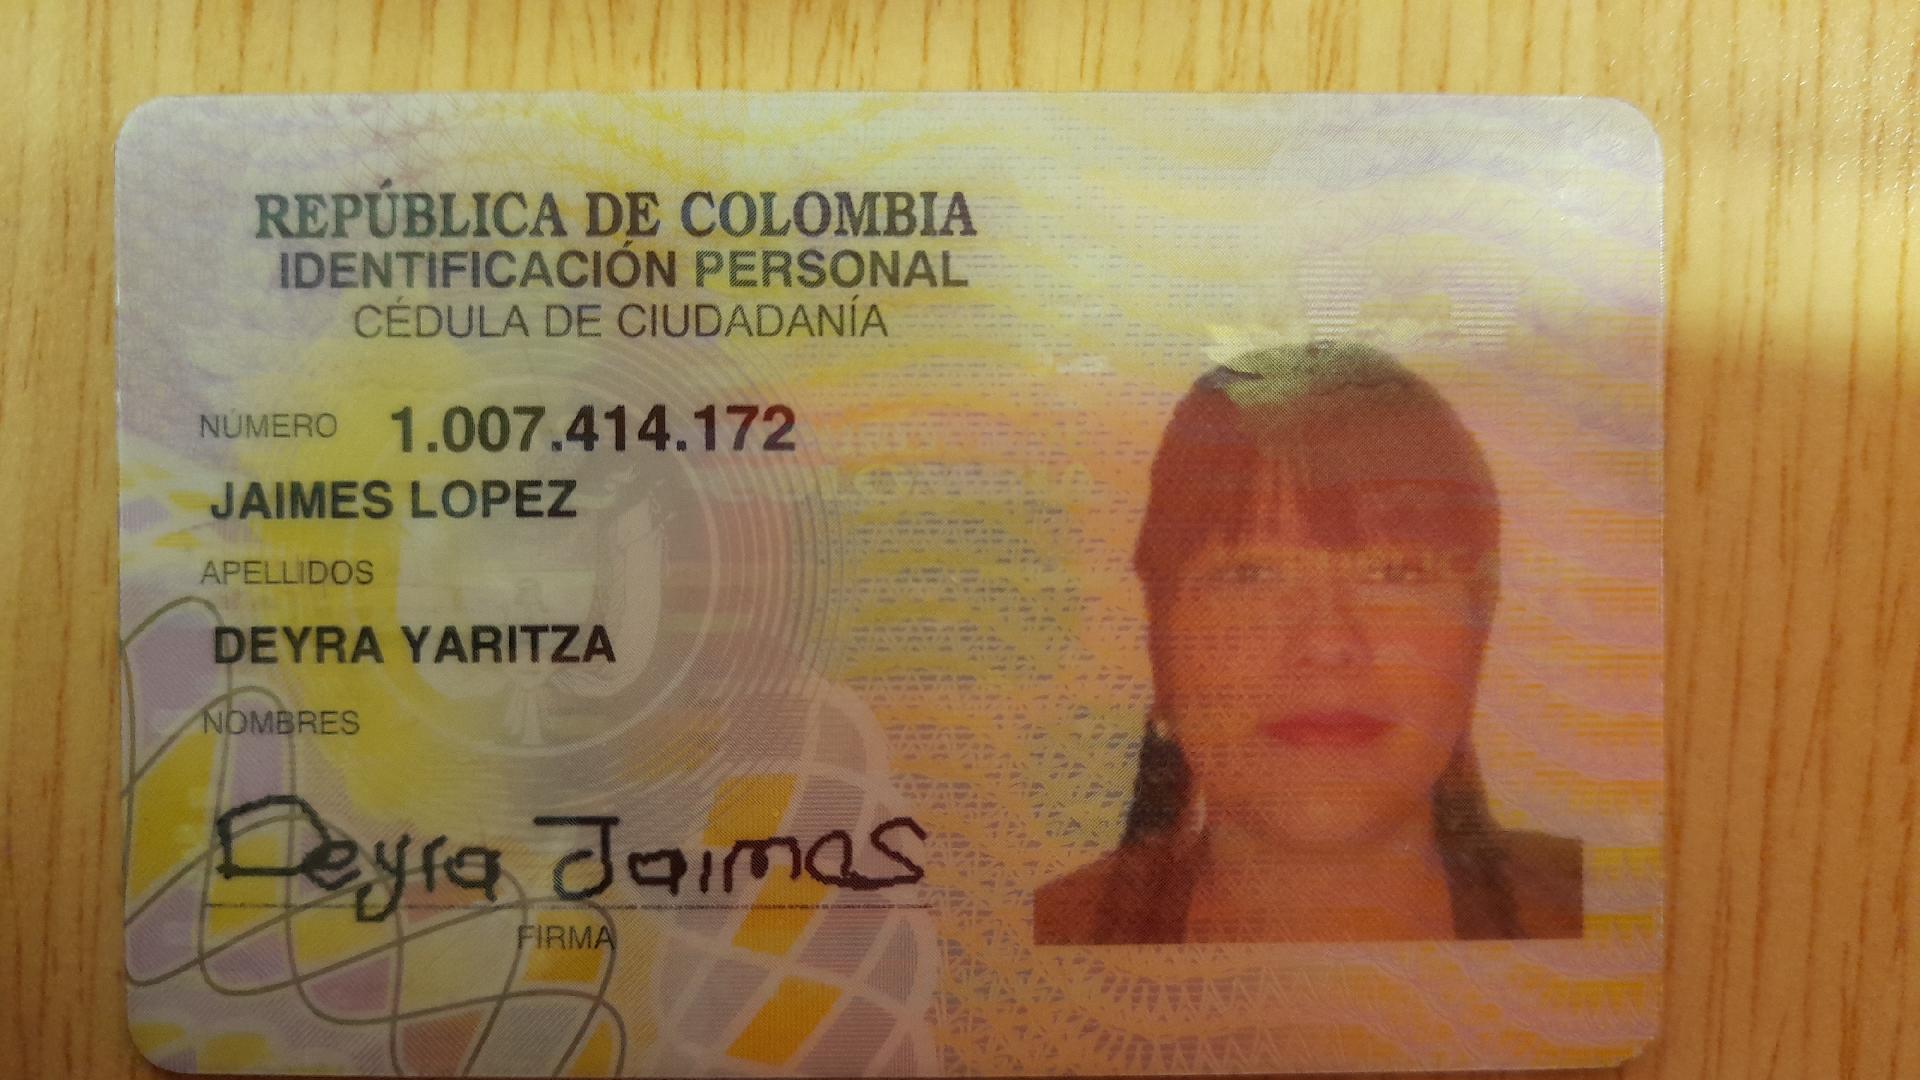 REPÚBLICA DE COLOMBIA
IDENTIFICACIÓN PERSONAL
CÉDULA DE CIUDADANÍA
NÚMERO 1.007.414.172
JAIMES LOPEZ
APELLIDOS
DEYRA YARITZA
NOMBRES
Deyra Jaimes
FIRMA